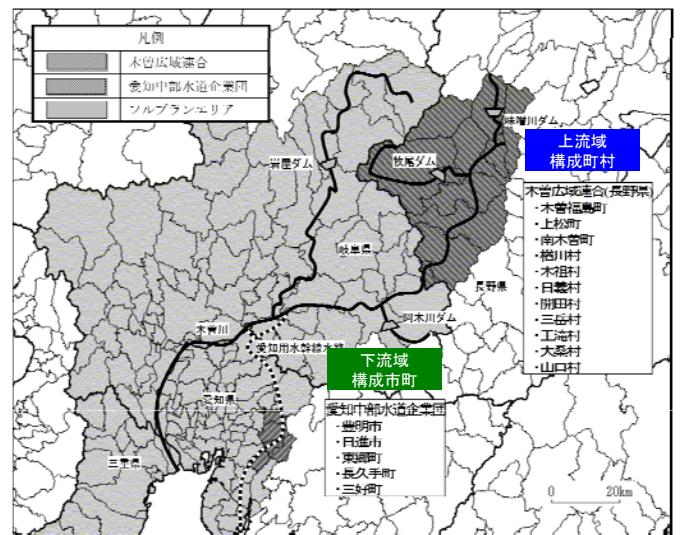 凡例
木曽広域連合
愛知中部水道企業団
フルプランエリア
味噌川ダム
岩屋ダム
牧尾ダム
上流域
構成町村
木曽広域連合(長野県)
・木曽福島町
・上松町
・南木曽町
・楢川村
・木祖村
・日義村
・開田村
・三岳村
・王滝村
・大桑村
・山口村
岐阜県
長野県
木曽川
阿木川ダム
愛知用水幹線水路
下流域
構成市町
愛知県
愛知中部水道企業団
・豊明市
・日進市
・東郷町
・長久手町
・三好町
三重県
0 20km